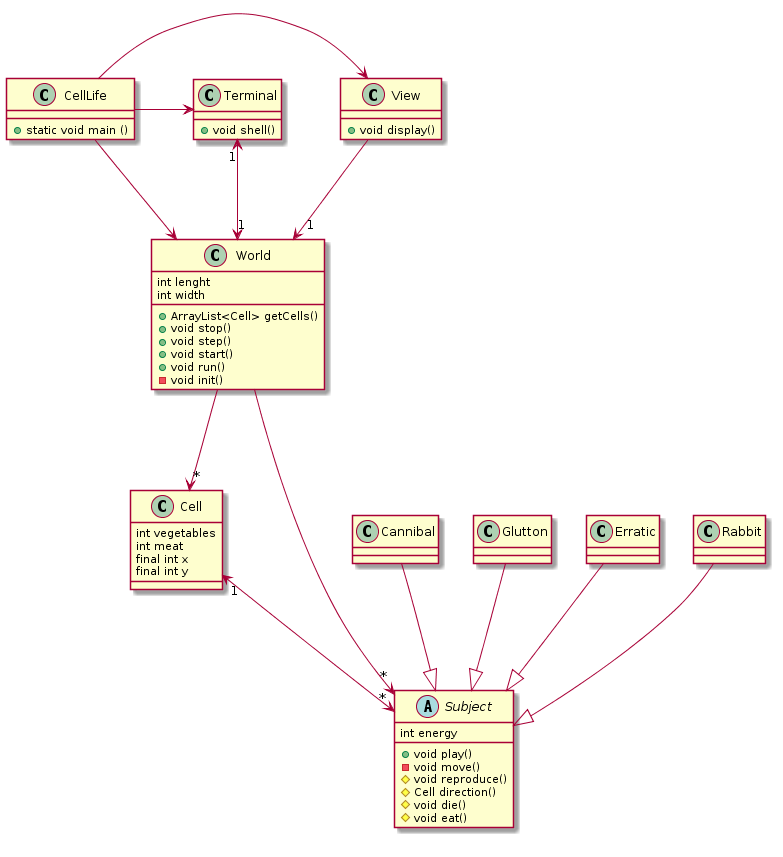 C CellLife
static void main ()
C Terminal
void shell()
C View
void display()
1
1
1
C World
int lenght
int width
ArrayList<Cell> getCells()
void stop()
void step()
void start()
void run()
void init()
*
C Cell
int vegetables
int meat
final int x
final int y
C Cannibal
C Glutton
C Erratic
C Rabbit
1
*
*
A Subject
int energy
void play()
void move()
void reproduce()
Cell direction()
void die()
void eat()